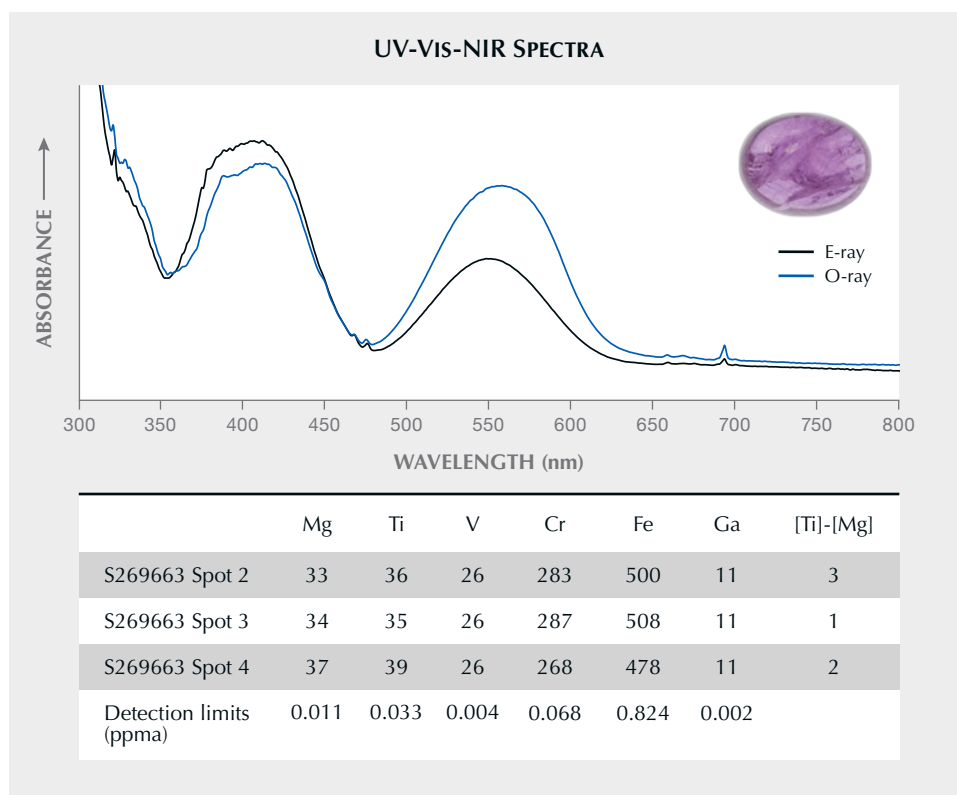 UV-VIS-NIR SPECTRA
ABSORBANCE
E-ray
O-ray
300 350 400 450 500 550 600 650 700 750 800
WAVELENGTH (nm)
Mg Ti V Cr Fe Ga [Ti]-[Mg]
S269663 Spot 2 33 36 26 283 500 11 3
S269663 Spot 3 34 35 26 287 508 11 1
S269663 Spot 4 37 39 26 268 478 11 2
Detection limits 0.011 0.033 0.004 0.068 0.824 0.002
(ppma)